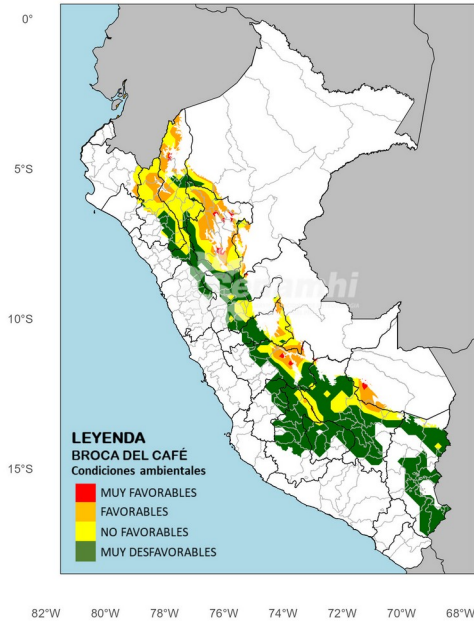 0°
5°S
10°S
15°S
senamhi
LEYENDA
BROCA DEL CAFÉ
Condiciones ambientales
MUY FAVORABLES
FAVORABLES
NO FAVORABLES
MUY DESFAVORABLES
82°W 80°W 78°W 76°W 74°W 72°W 70°W 68°W